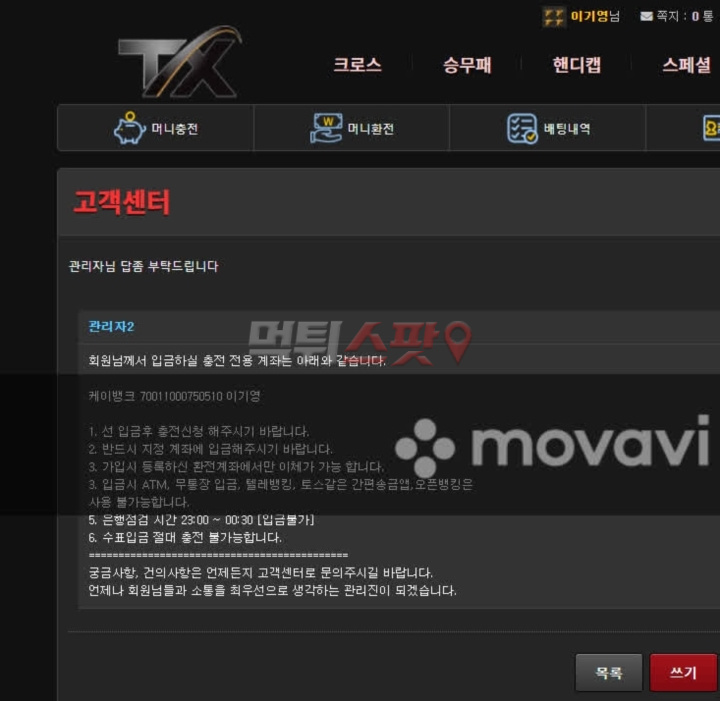 이기영님 쪽지 : 0 통
TX
크로스 승무패 핸디캡 스페셜
머니충전 머니환전 배팅내역
고객센터
관리자님 답종 부탁드립니다
관리자2
먹튀스팟
회원님께서 입금하실 충전 전용 계좌는 아래와 같습니다.
케이뱅크 70011000750510 이기영
1. 선 입금후 충전신청 해주시기 바랍니다.
2. 반드시 지정 계좌에 입금해주시기 바랍니다.
movavi
3. 가입시 등록하신 환전계좌에서만 이체가 가능 합니다.
3. 입금시 ATM, 무통장 입금, 텔레뱅킹, 토스같은 간편송금앱,오픈뱅킹은
사용 불가능합니다.
5. 은행점검 시간 23:00 ~ 00:30 [입금불가]
6. 수표입금 절대 충전 불가능합니다.
============================================
궁금사항, 건의사항은 언제든지 고객센터로 문의주시길 바랍니다.
언제나 회원님들과 소통을 최우선으로 생각하는 관리진이 되겠습니다.
목록 쓰기